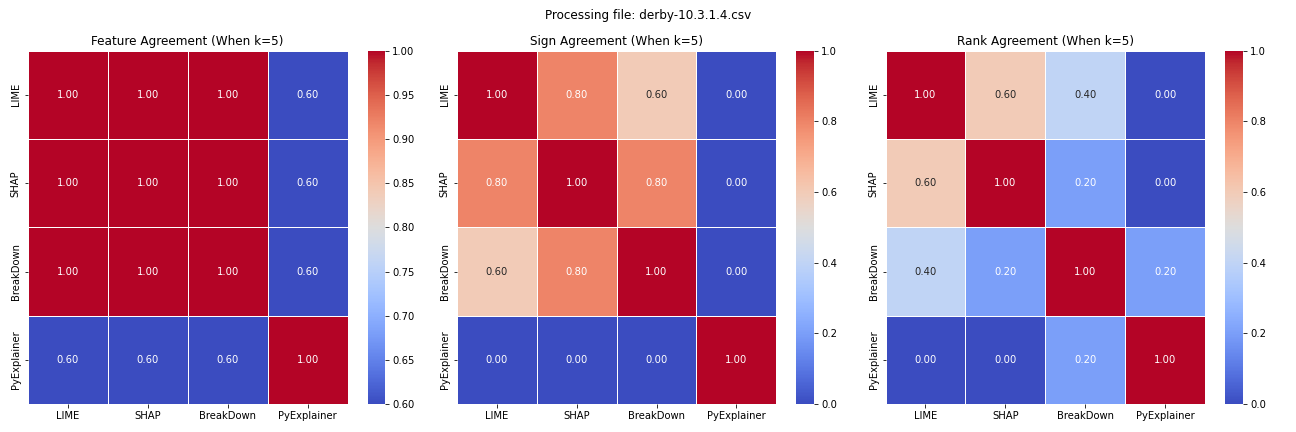 Processing file: derby-10.3.1.4.csv
Feature Agreement (When k=5)
LIME
SHAP
BreakDown
PyExplainer
1.00 1.00 1.00 0.60
1.00 1.00 1.00 0.60
1.00 1.00 1.00 0.60
0.60 0.60 0.60 1.00
LIME SHAP BreakDown PyExplainer
1.00
0.95
0.90
0.85
0.80
0.75
0.70
0.65
0.60
Sign Agreement (When k=5)
LIME
SHAP
BreakDown
PyExplainer
1.00 0.80 0.60 0.00
0.80 1.00 0.80 0.00
0.60 0.80 1.00 0.00
0.00 0.00 0.00 1.00
LIME SHAP BreakDown PyExplainer
1.0
0.8
0.6
0.4
0.2
0.0
Rank Agreement (When k=5)
LIME
SHAP
BreakDown
PyExplainer
1.00 0.60 0.40 0.00
0.60 1.00 0.20 0.00
0.40 0.20 1.00 0.20
0.00 0.00 0.20 1.00
LIME SHAP BreakDown PyExplainer
1.0
0.8
0.6
0.4
0.2
0.0